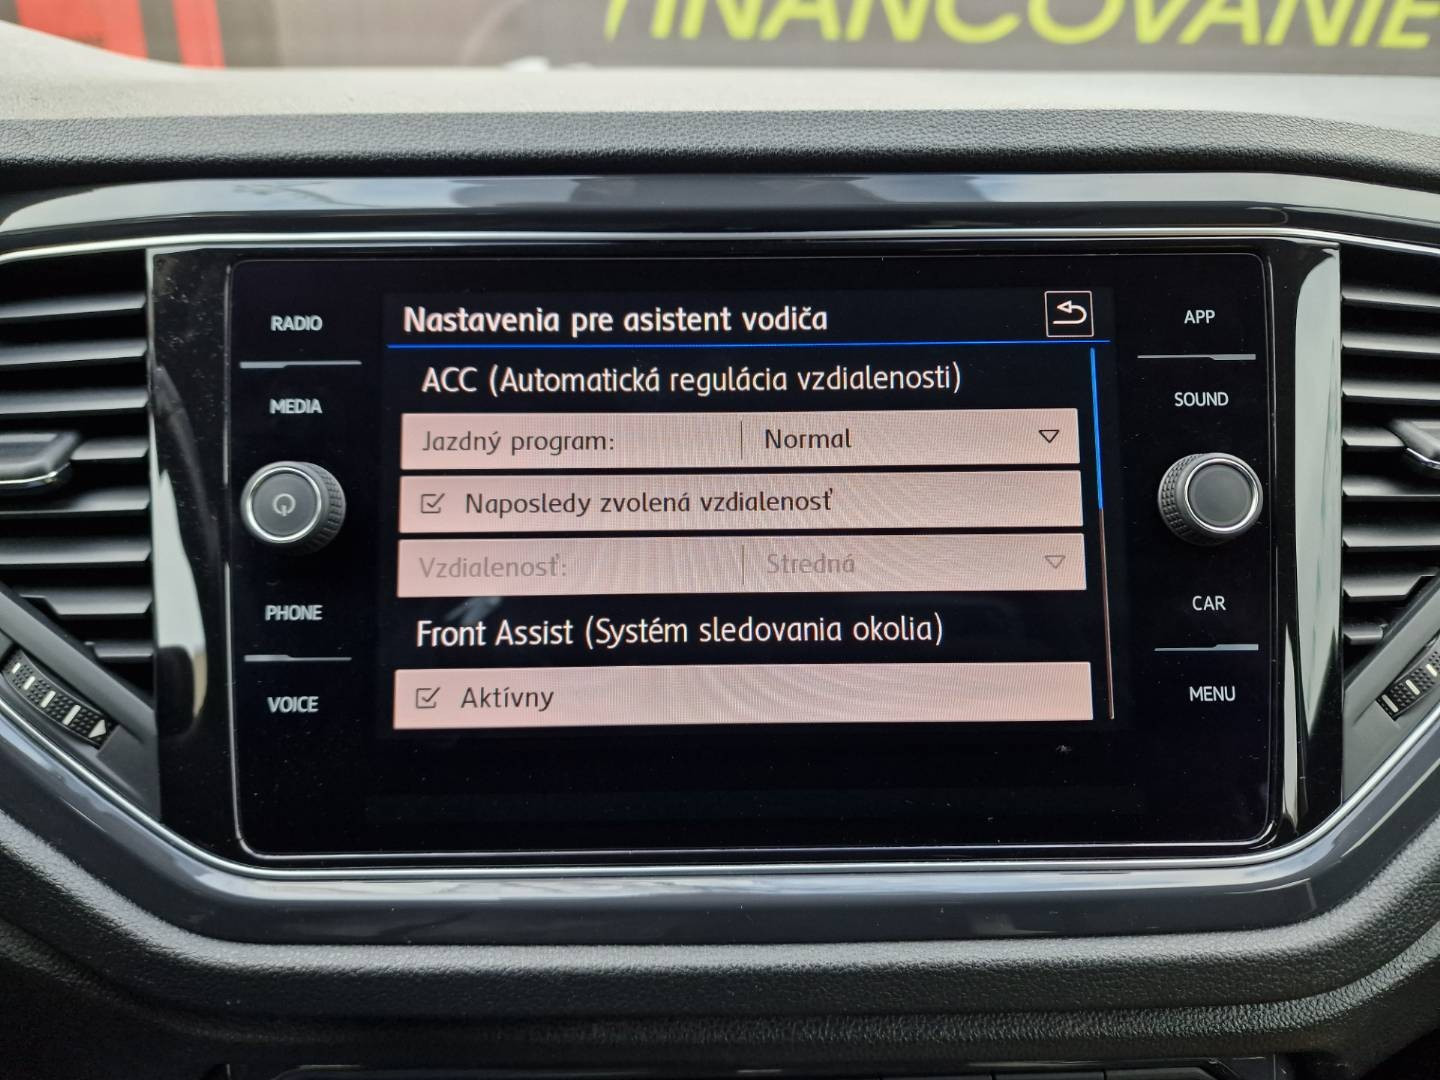 FINANCOVANIE
RADIO
MEDIA
PHONE
VOICE
Nastavenia pre asistent vodiča
ACC (Automatická regulácia vzdialenosti)
Jazdný program: Normal
Naposledy zvolená vzdialenosť
Vzdialenosť: Stredná
Front Assist (Systém sledovania okolia)
Aktívny
APP
SOUND
CAR
MENU